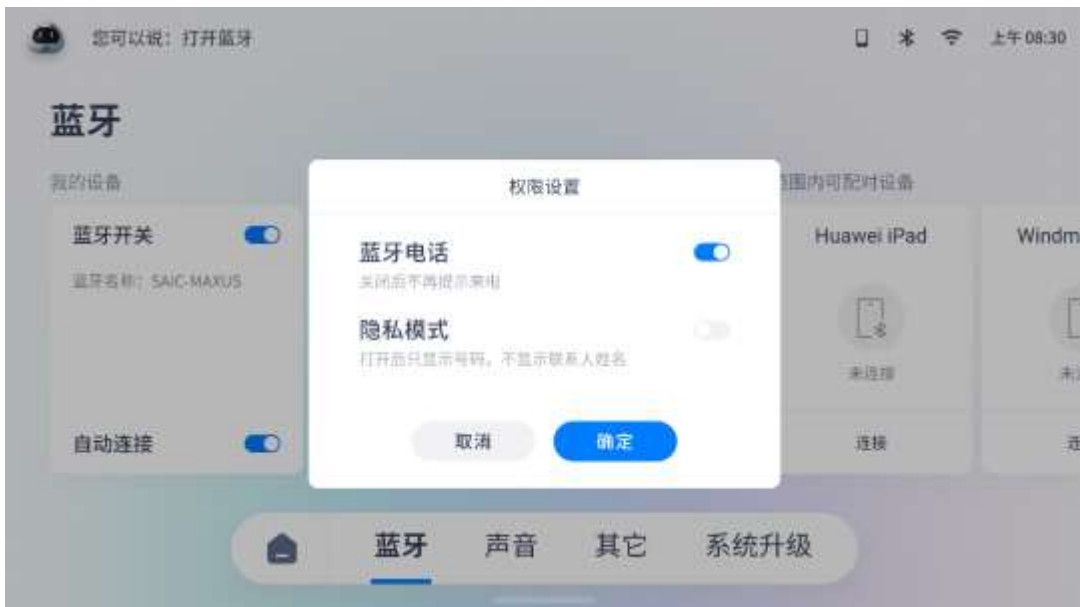 您可以说：打开蓝牙
上午 08:30
蓝牙
我的设备
围内可配对设备
权限设置
蓝牙开关
蓝牙名称：SAIC-MAXUS
蓝牙电话
关闭后不再提示来电
隐私模式
打开后只显示号码，不显示联系人姓名
Huawei iPad
Windm
未连接
未
自动连接
取消
确定
连接
蓝牙
声音
其它
系统升级